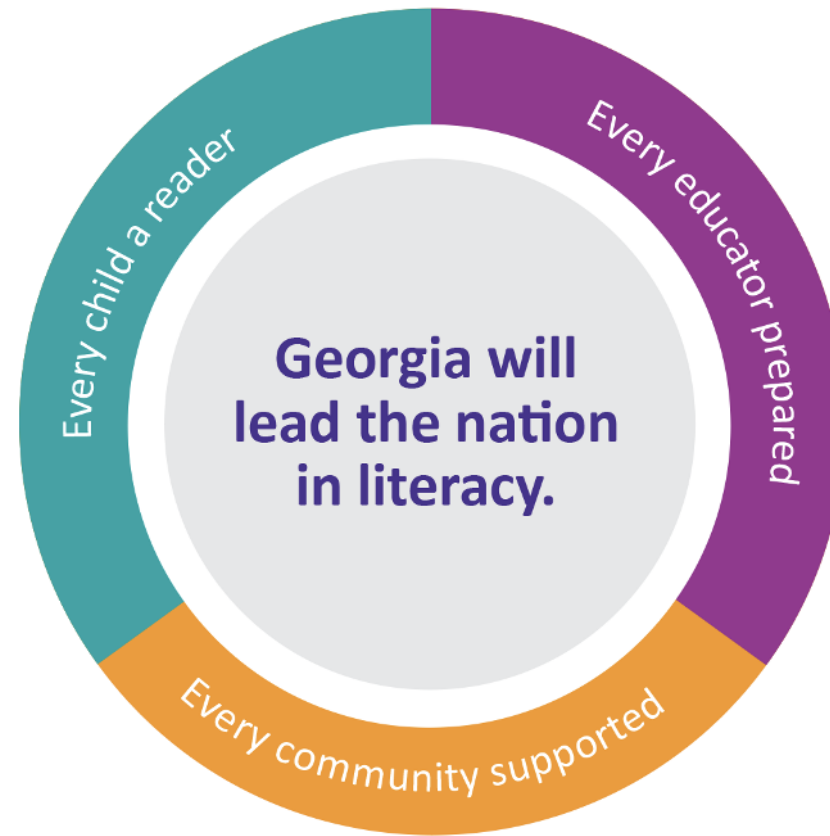 Every child a reader
Every educator prepared
Georgia will
lead the nation
in literacy.
Every community supported